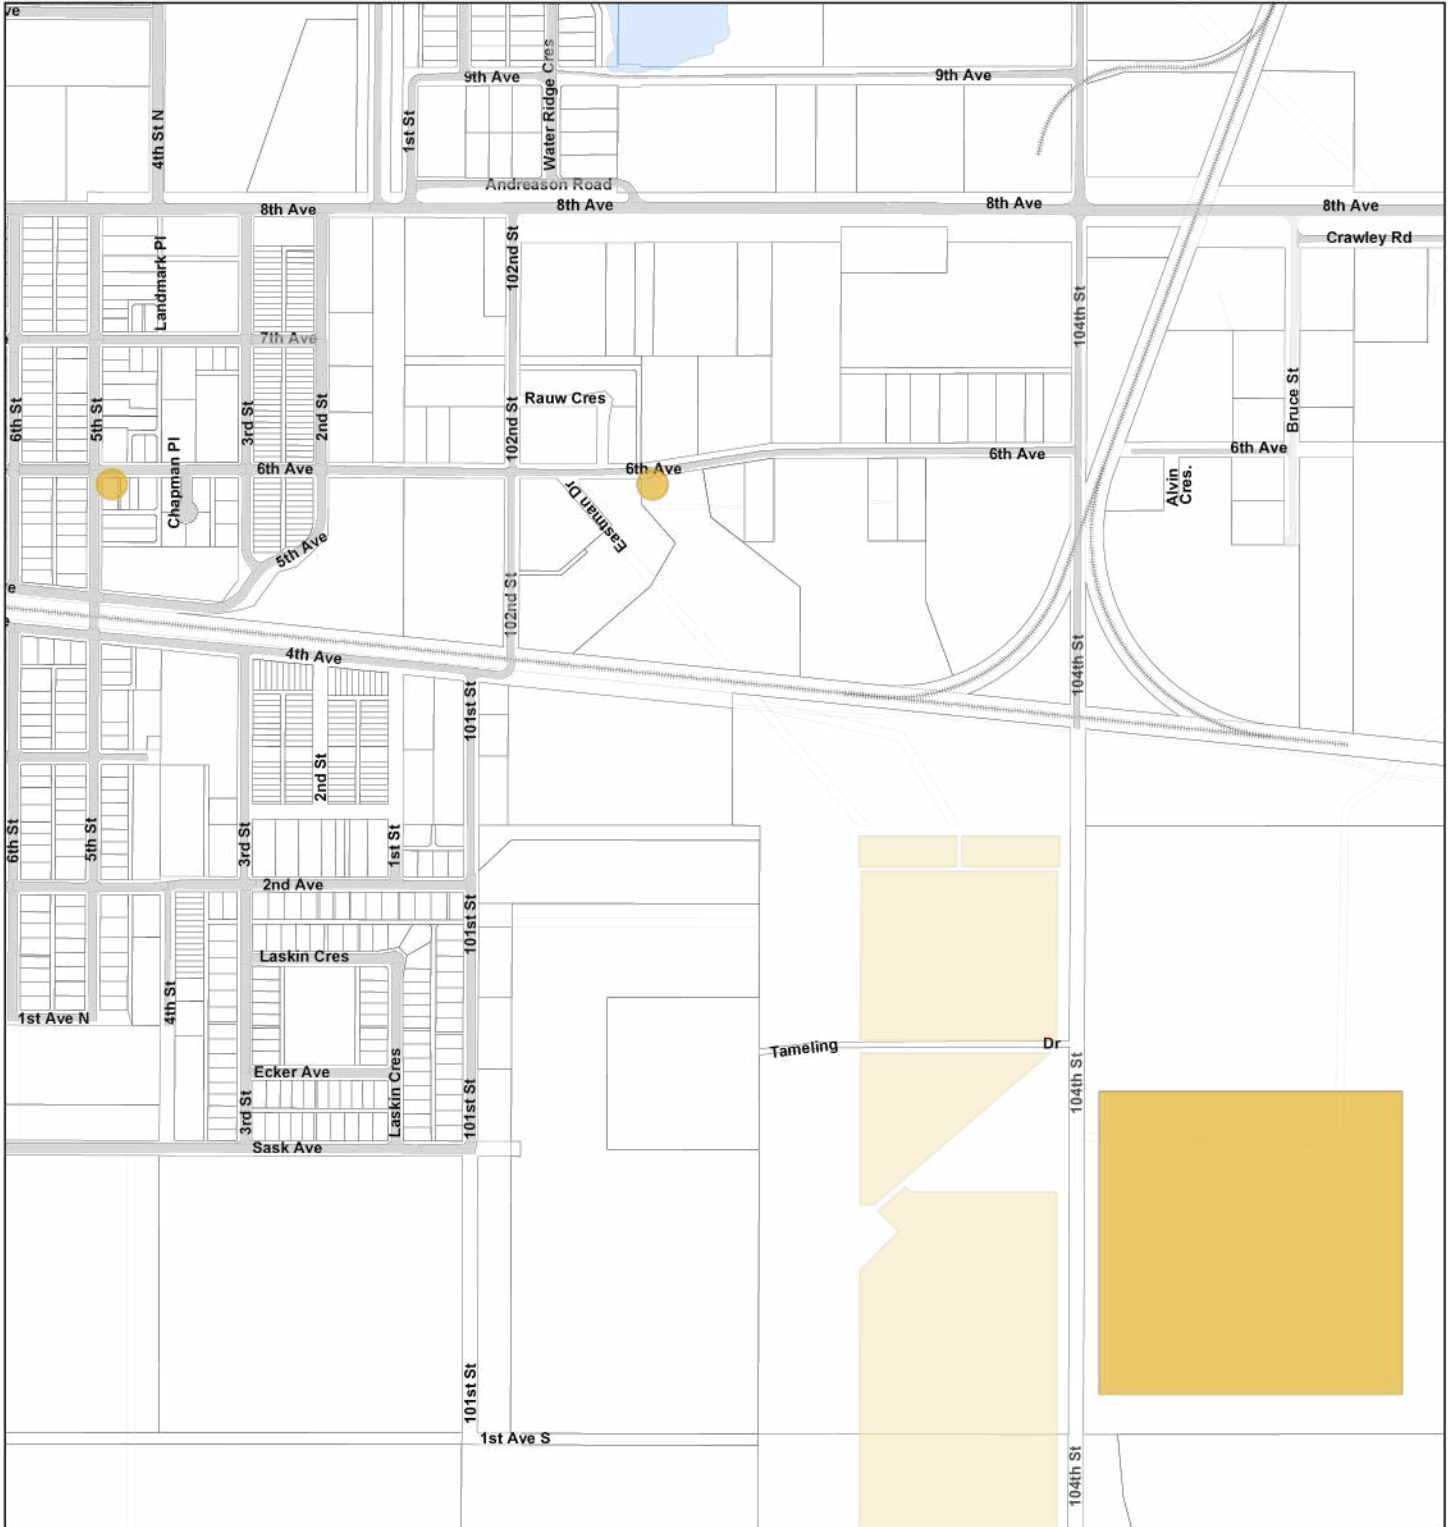 ve
9th Ave
9th Ave
Water Ridge Cres
4th St N
1st St
Andreason Road
8th Ave
8th Ave
8th Ave
8th Ave
Crawley Rd
Landmark Pl
102nd St
104th St
7th Ave
6th St
5th St
3rd St
2nd St
Rauw Cres
102nd St
Bruce St
Chapman Pl
6th Ave
6th Ave
6th Ave
6th Ave
Alvin
Cres.
Eastman Dr
5th Ave
e
102nd St
e
4th Ave
104th St
101st St
2nd St
6th St
5th St
3rd St
1st St
2nd Ave
101st St
Laskin Cres
4th St
1st Ave N
Tameling
Dr
Ecker Ave
Laskin Cres
104th St
3rd St
101st St
Sask Ave
101st St
1st Ave S
104th St